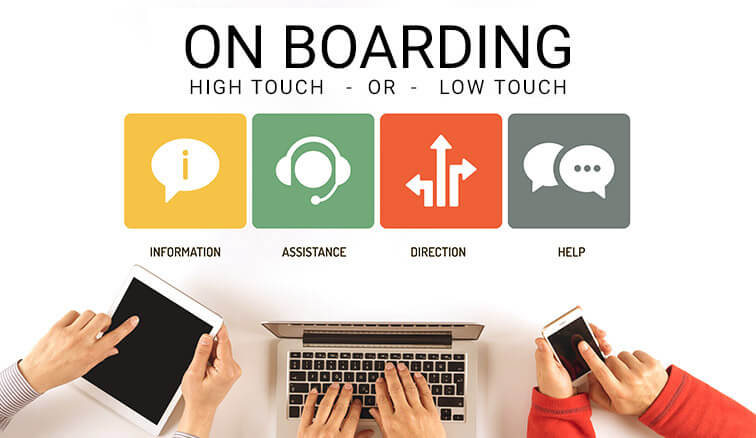 ON BOARDING
HIGH TOUCH - OR - LOW TOUCH
i
INFORMATION ASSISTANCE DIRECTION HELP